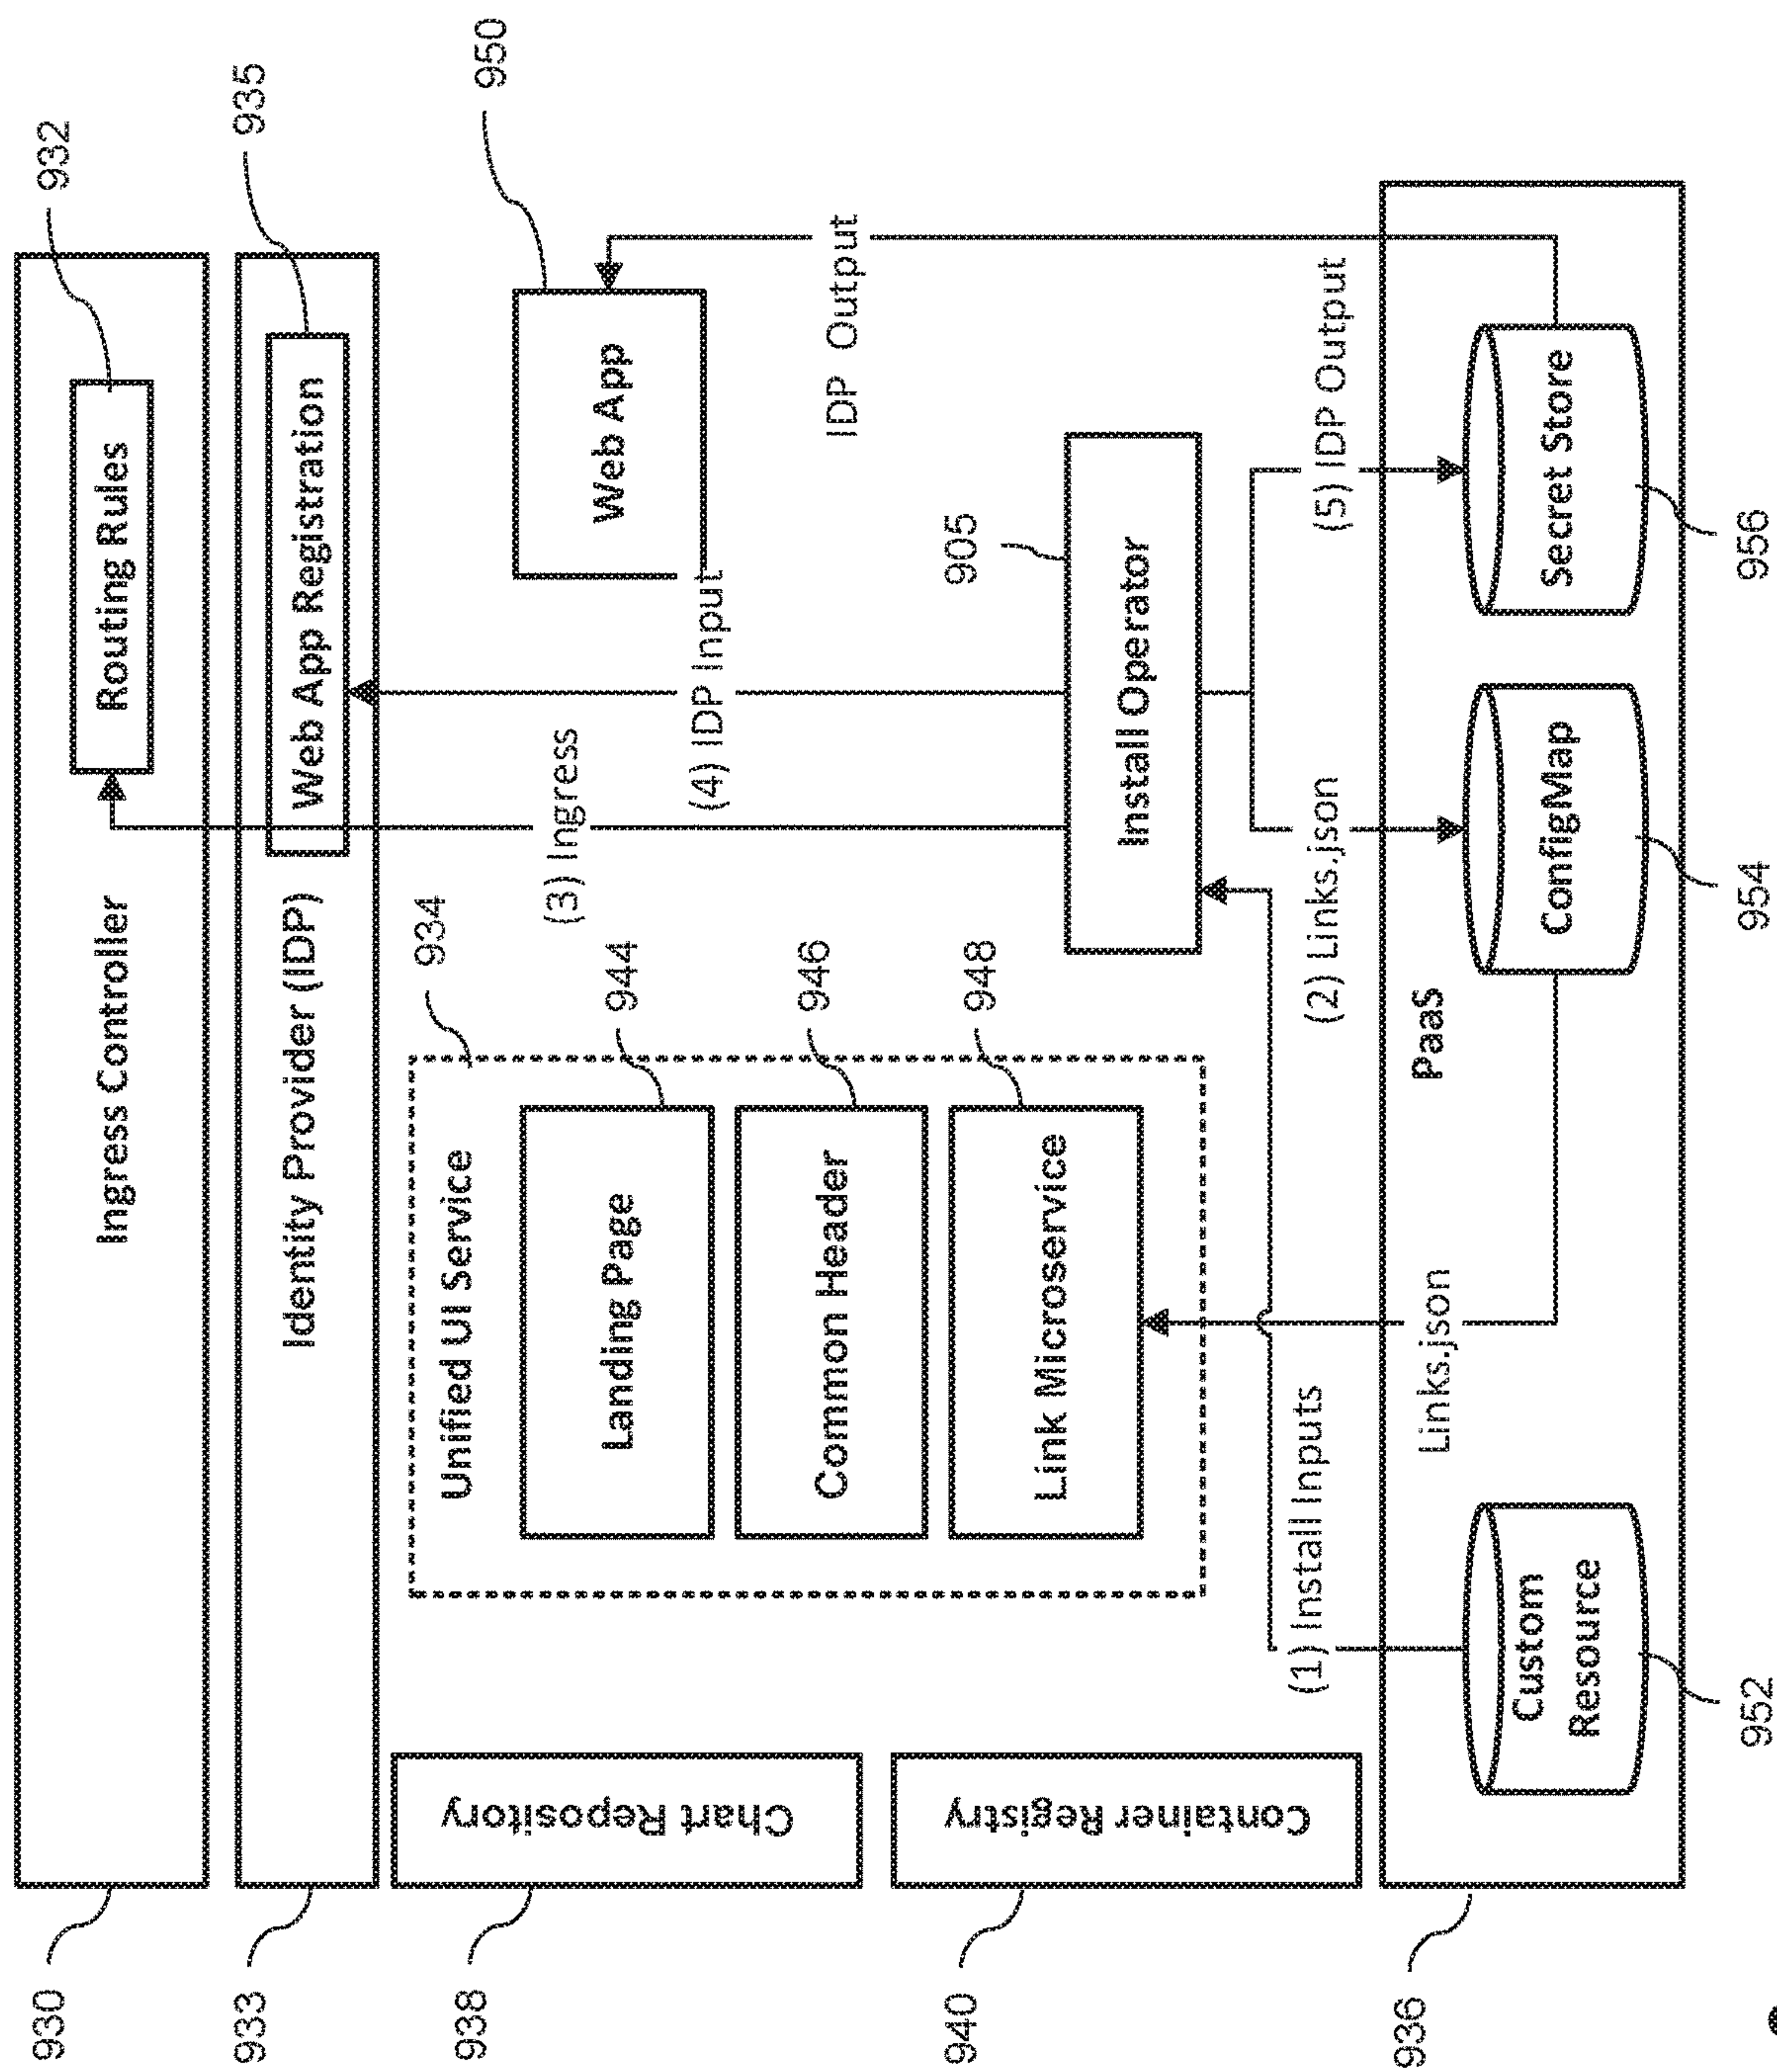 930
Ingress Controller
Routing Rules
932
933
Identity Provider (IDP)
Web App Registration
935
938
Chart Repository
940
Container Registry
Unified UI Service
934
Landing Page
944
Common Header
946
Link Microservice
948
(3) Ingress
(4) IDP Input
Web App
950
IDP Output
Install Operator
905
(1) Install Inputs
(2) Links.json
(5) IDP Output
936
PaaS
Links.json
Custom
Resource
952
ConfigMap
954
Secret Store
956